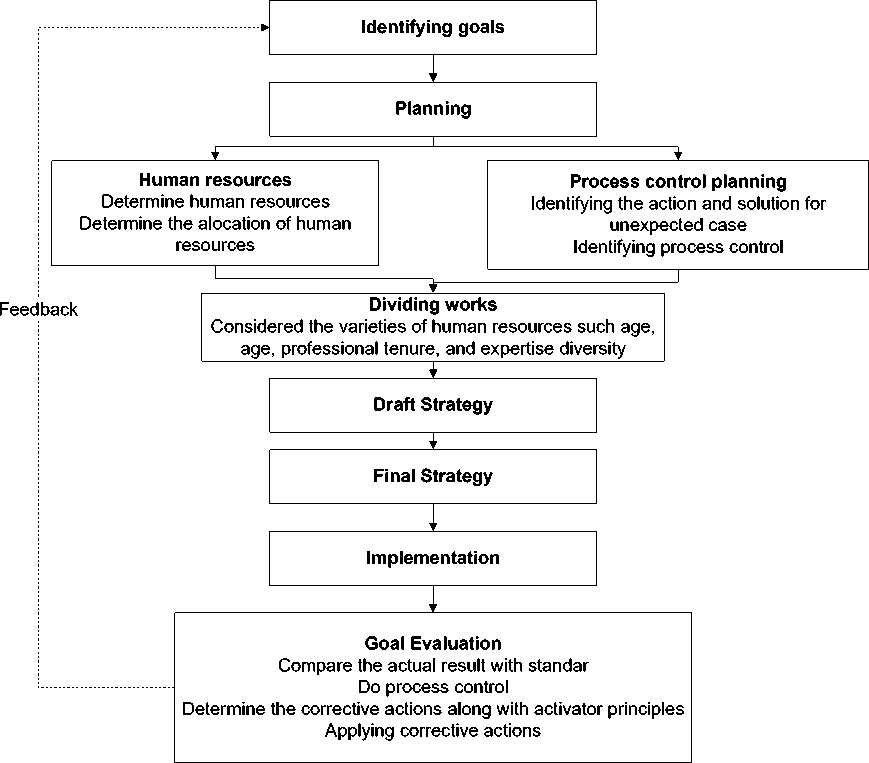 Identifying goals
Planning
Human resources
Determine human resources
Determine the alocation of human
resources
Process control planning
Identifying the action and solution for
unexpected case
Identifying process control
Feedback
Dividing works
Considered the varieties of human resources such age,
age, professional tenure, and expertise diversity
Draft Strategy
Final Strategy
Implementation
Goal Evaluation
Compare the actual result with standar
Do process control
Determine the corrective actions along with activator principles
Applying corrective actions